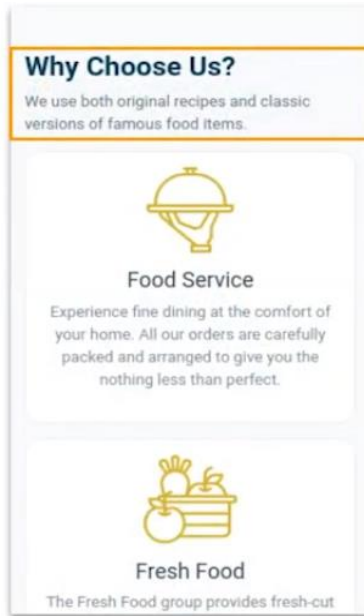 Why Choose Us?
We use both original recipes and classic
versions of famous food items.
Food Service
Experience fine dining at the comfort of
your home. All our orders are carefully
packed and arranged to give you the
nothing less than perfect.
Fresh Food
The Fresh Food group provides fresh-cut